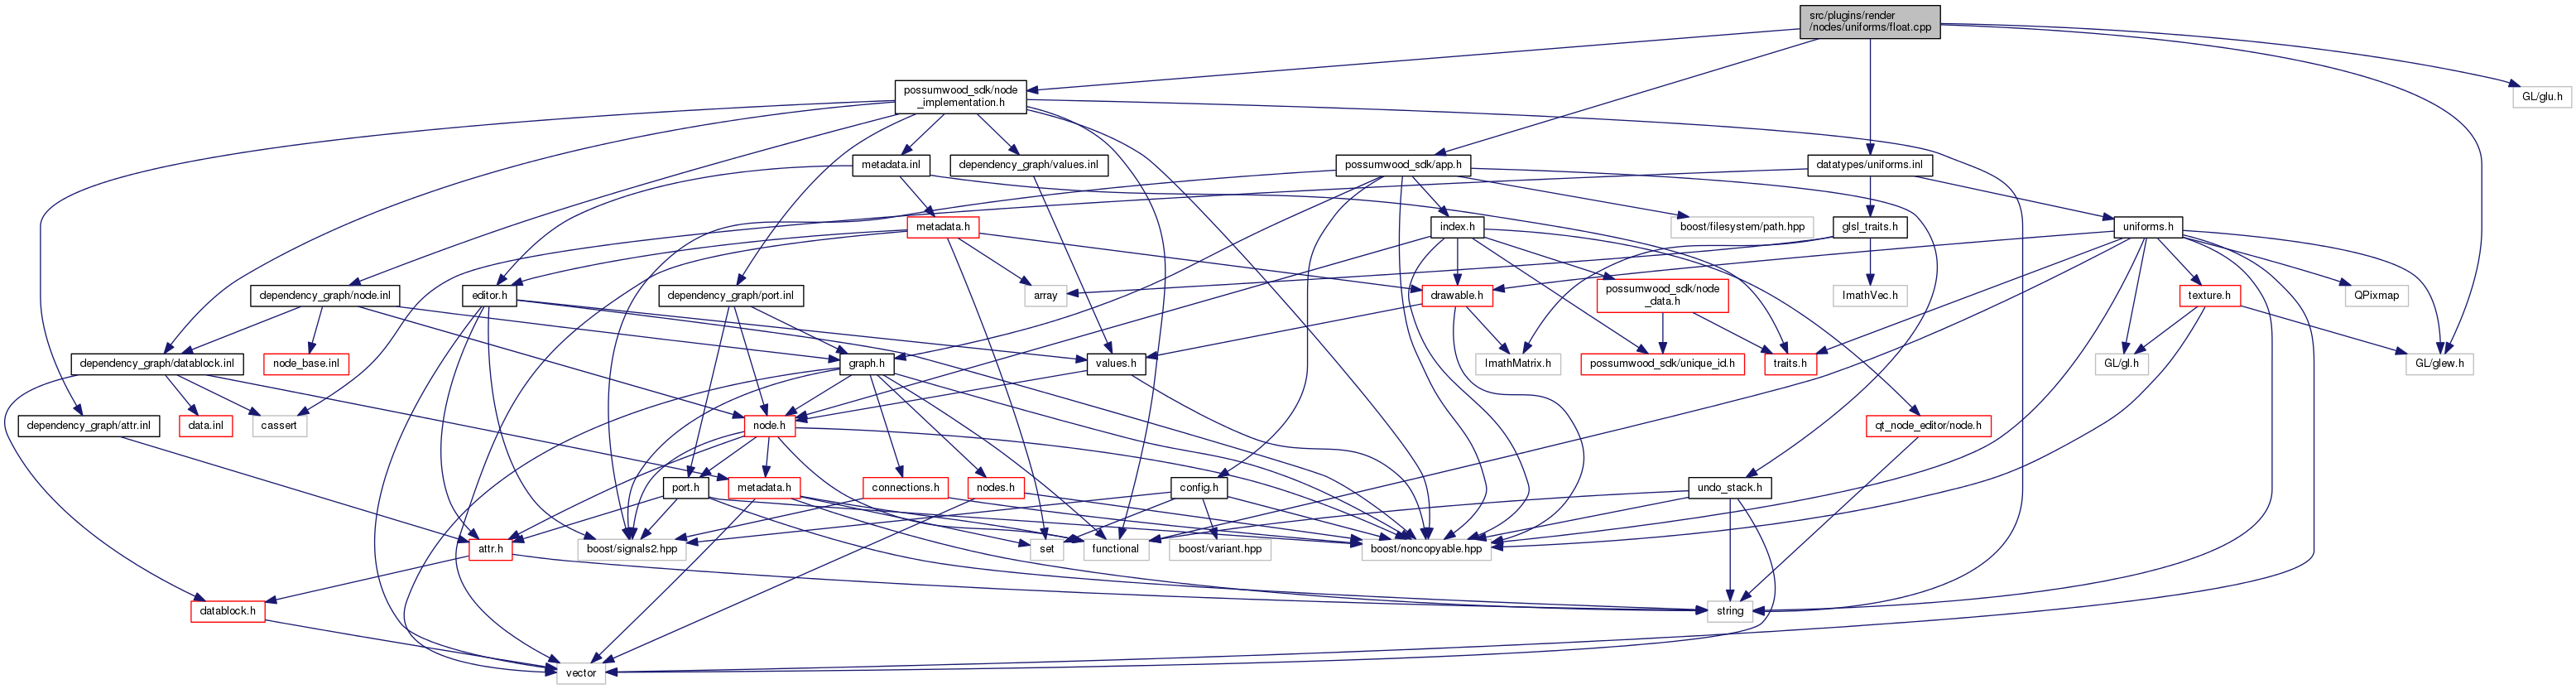 src/plugins/render
/nodes/uniforms/float.cpp
possumwood_sdk/node
_implementation.h
GL/glu.h
metadata.inl
dependency_graph/values.inl
possumwood_sdk/app.h
datatypes/uniforms.inl
metadata.h
index.h
boost/filesystem/path.hpp
glsl_traits.h
uniforms.h
dependency_graph/node.inl
editor.h
dependency_graph/port.inl
array
drawable.h
possumwood_sdk/node
_data.h
ImathVec.h
texture.h
QPixmap
dependency_graph/datablock.inl
node_base.inl
graph.h
values.h
ImathMatrix.h
possumwood_sdk/unique_id.h
traits.h
GL/gl.h
GL/glew.h
dependency_graph/attr.inl
data.inl
cassert
node.h
qt_node_editor/node.h
port.h
metadata.h
connections.h
nodes.h
config.h
undo_stack.h
attr.h
boost/signals2.hpp
set
functional
boost/variant.hpp
boost/noncopyable.hpp
datablock.h
string
vector